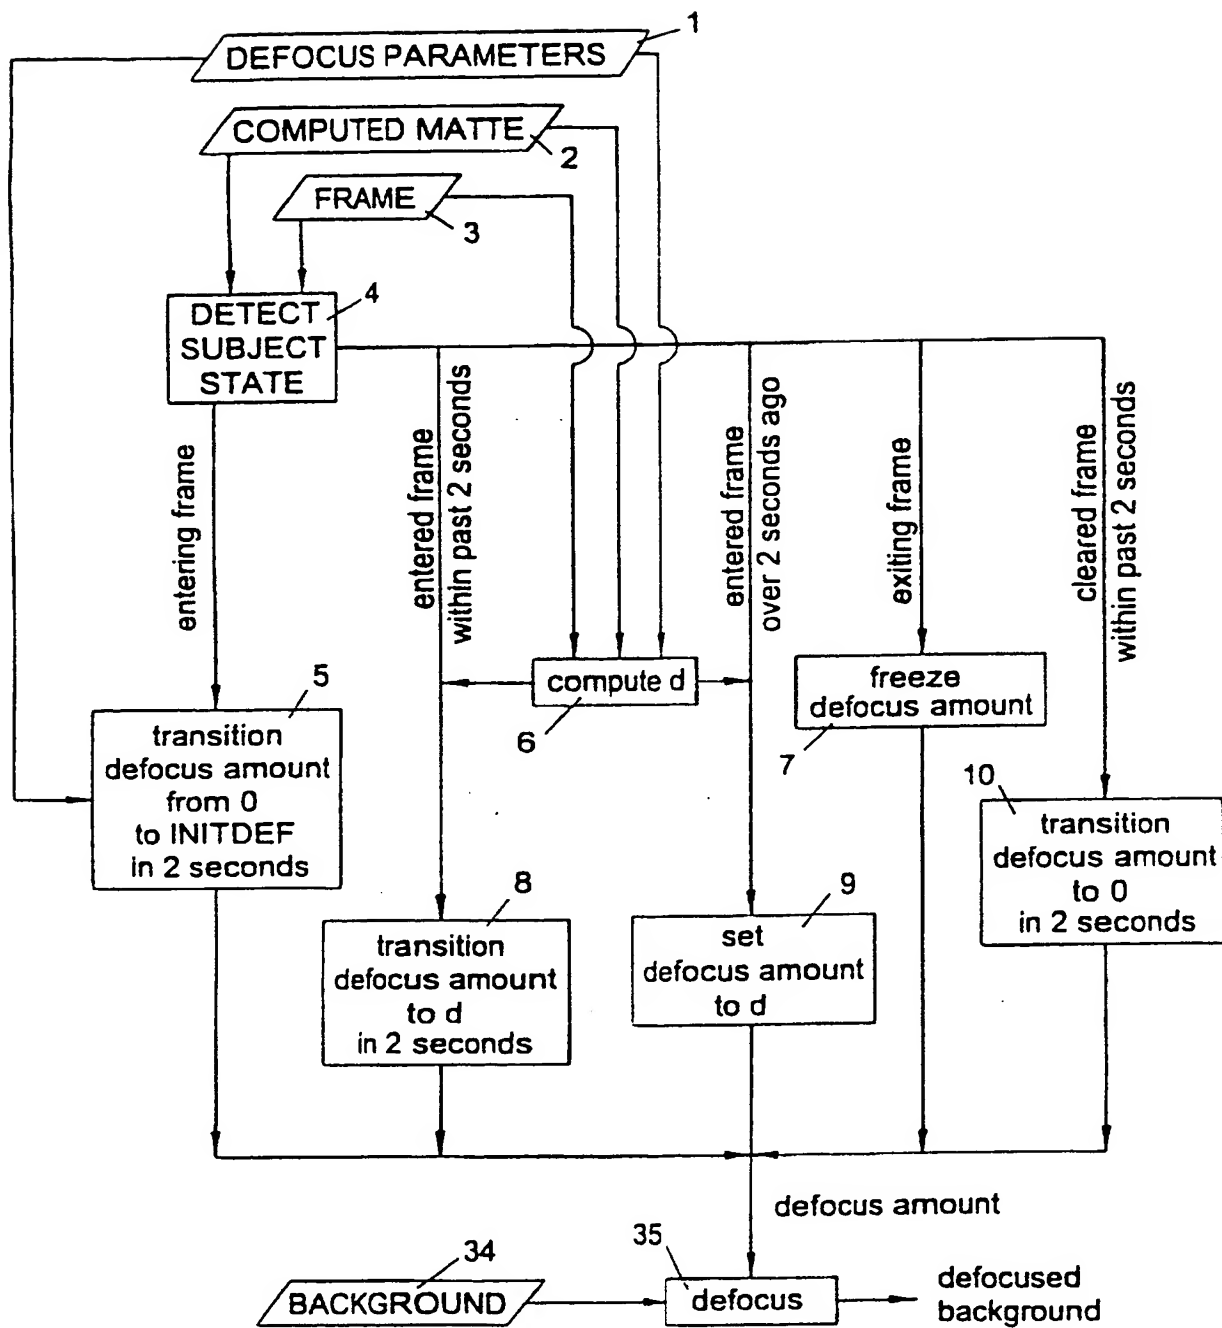 1
DEFOCUS PARAMETERS
COMPUTED MATTE
2
FRAME
3
4
DETECT
SUBJECT
STATE
entering frame
entered frame
within past 2 seconds
entered frame
over 2 seconds ago
exiting frame
cleared frame
within past 2 seconds
5
transition
defocus amount
from 0
to INITDEF
in 2 seconds
compute d
6
freeze
defocus amount
7
8
transition
defocus amount
to d
in 2 seconds
9
set
defocus amount
to d
10
transition
defocus amount
to 0
in 2 seconds
defocus amount
34
BACKGROUND
35
defocus
defocused
background